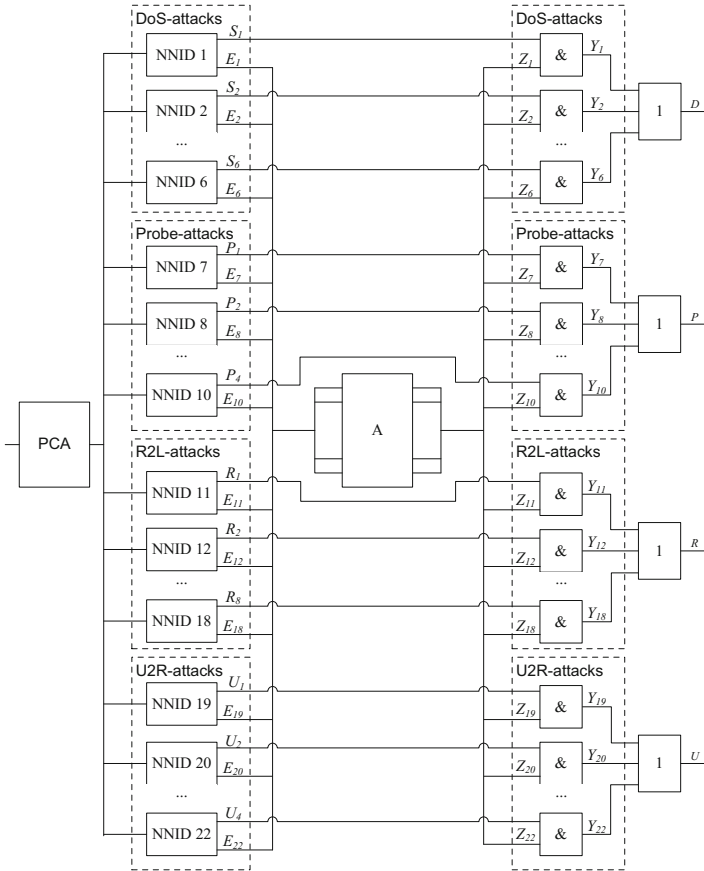 DoS-attacks
NNID 1
S1
E1
NNID 2
S2
E2
...
NNID 6
S6
E6
Probe-attacks
NNID 7
P1
E7
NNID 8
P2
E8
...
NNID 10
P4
E10
PCA
R2L-attacks
NNID 11
R1
E11
NNID 12
R2
E12
...
NNID 18
R8
E18
U2R-attacks
NNID 19
U1
E19
NNID 20
U2
E20
...
NNID 22
U4
E22
A
DoS-attacks
Z1
&
Y1
Z2
&
Y2
...
Z6
&
Y6
1
D
Probe-attacks
Z7
&
Y7
Z8
&
Y8
...
Z10
&
Y10
1
P
R2L-attacks
Z11
&
Y11
Z12
&
Y12
...
Z18
&
Y18
1
R
U2R-attacks
Z19
&
Y19
Z20
&
Y20
...
Z22
&
Y22
1
U